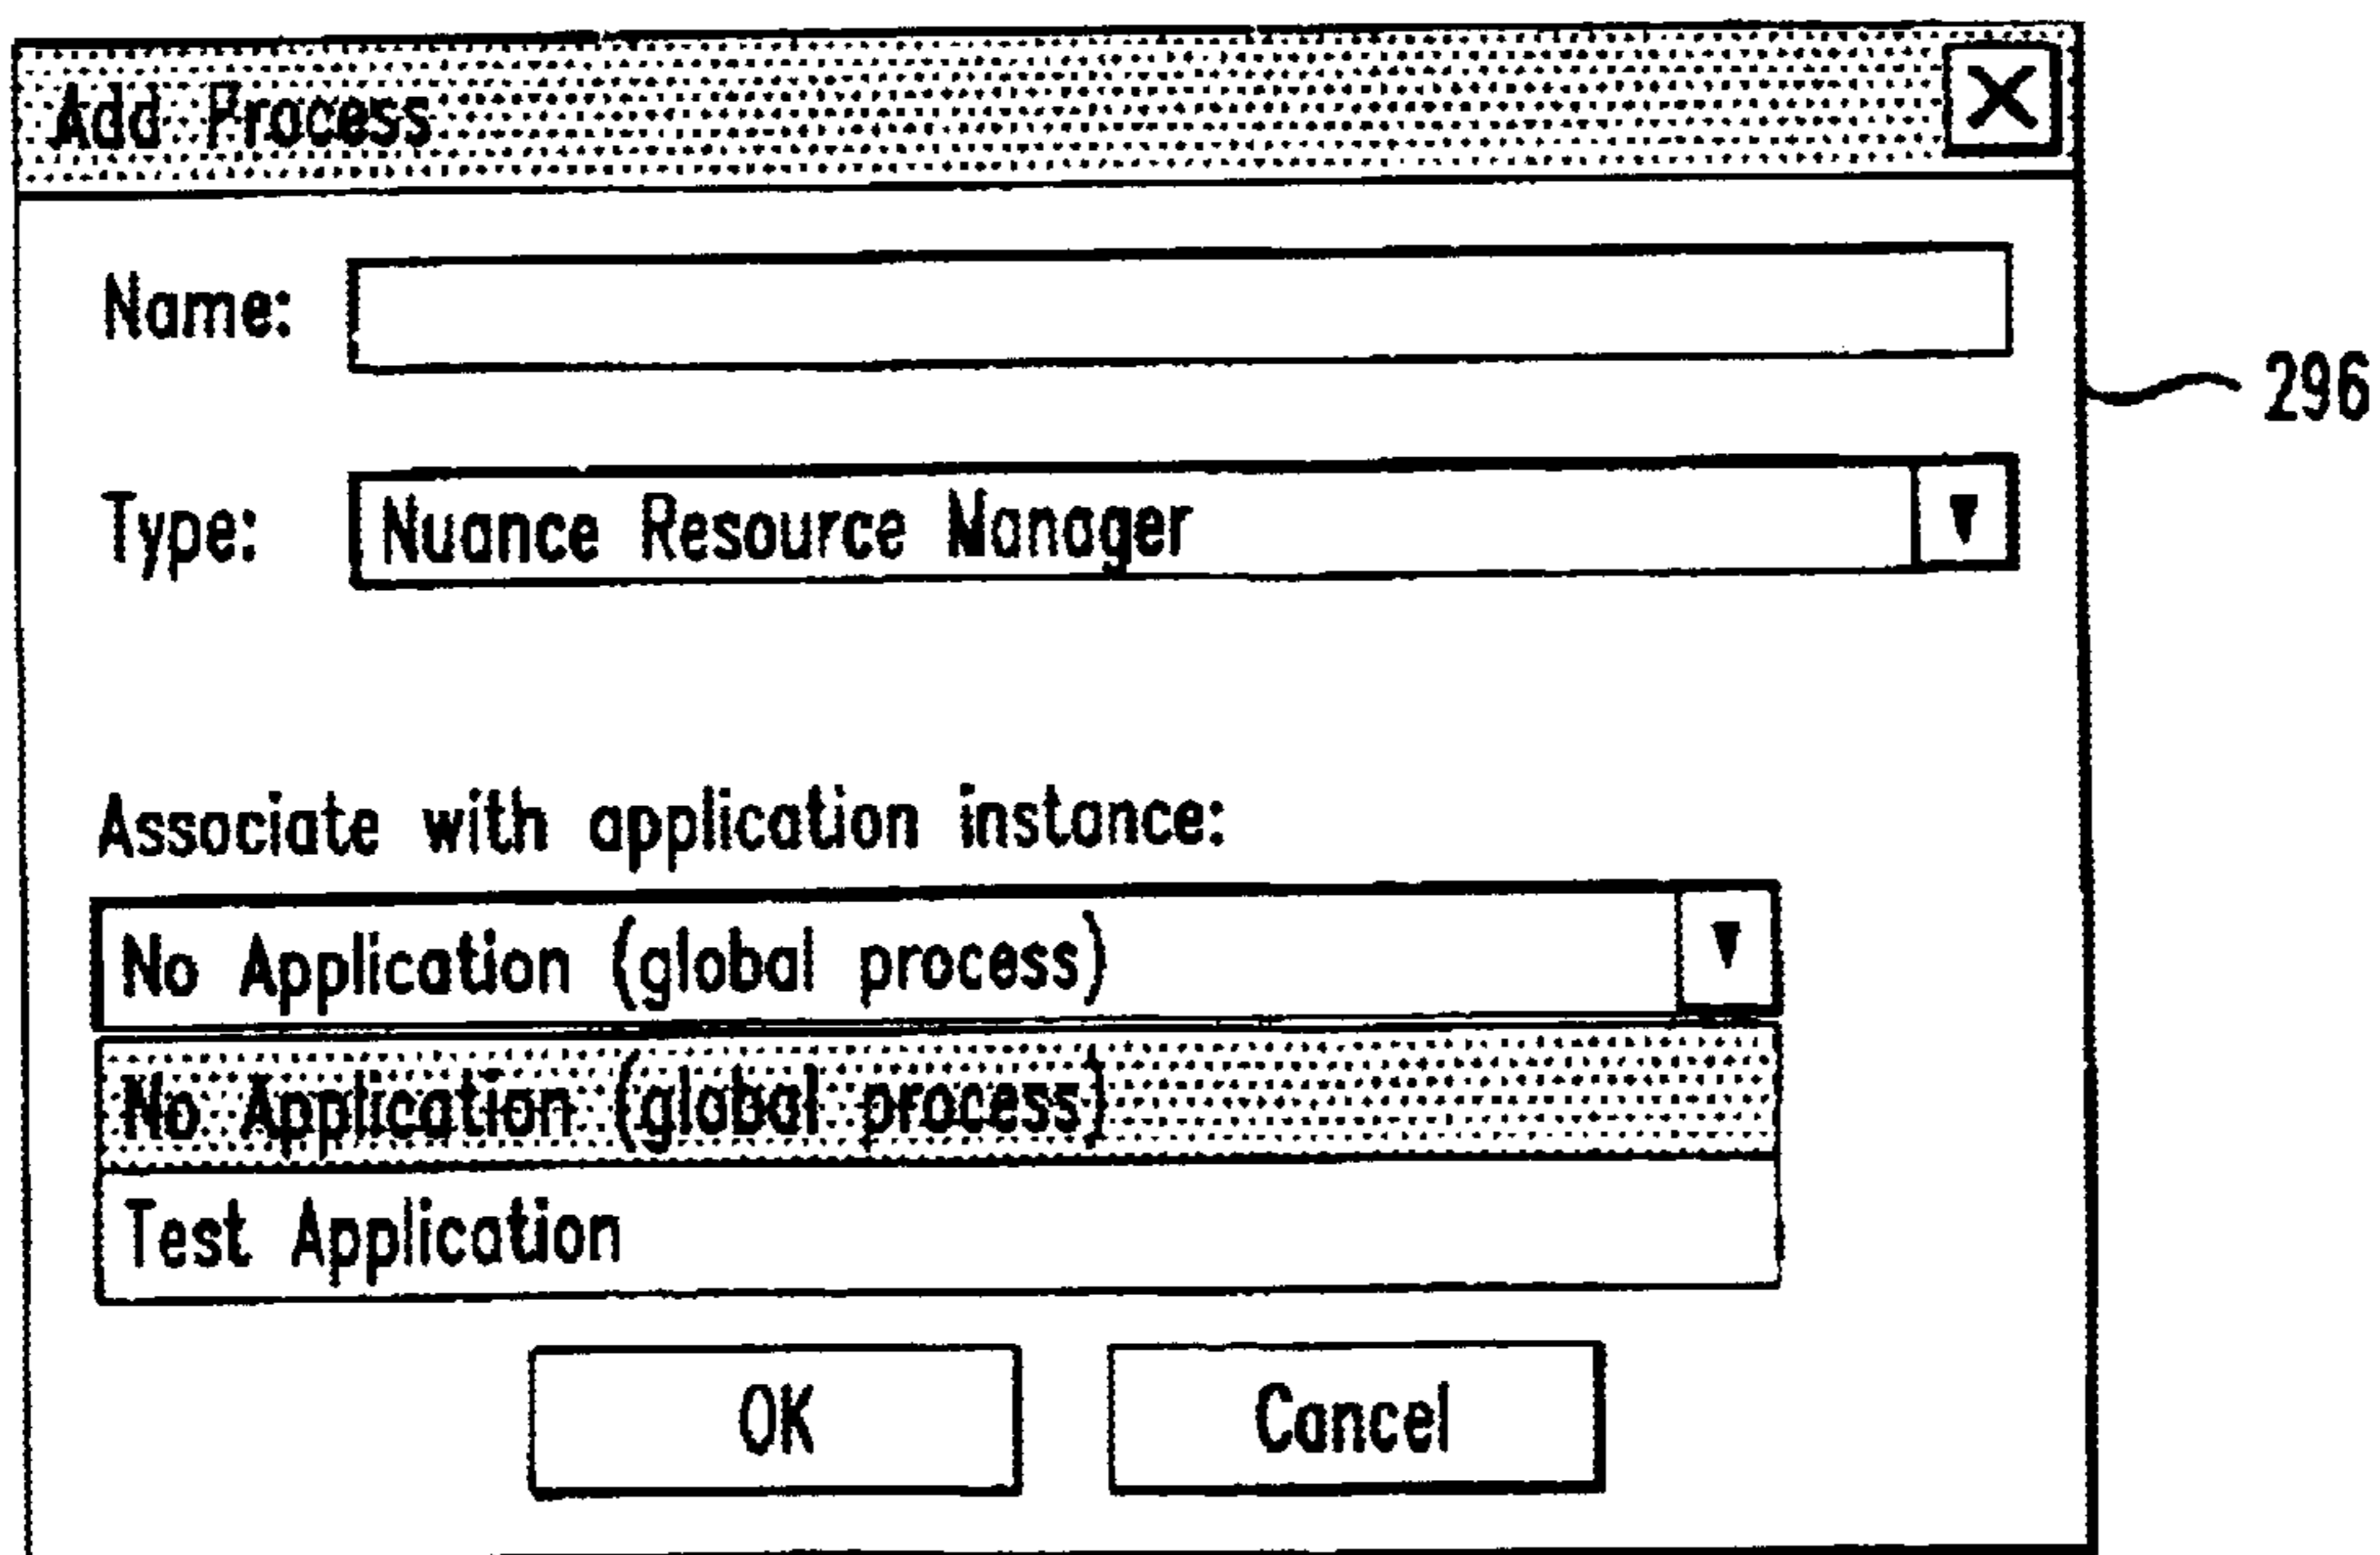 Add Process
Name:
296
Type: Nuance Resource Manager
Associate with application instance:
No Application (global process)
No Application (global process)
Test Application
OK Cancel